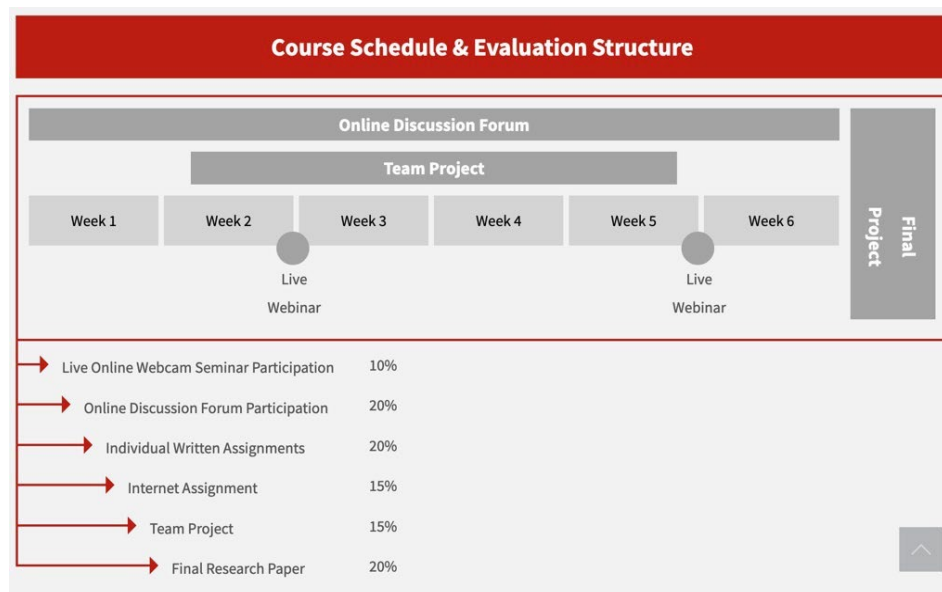 Course Schedule & Evaluation Structure
Online Discussion Forum
Team Project
Week 1
Week 2
Week 3
Week 4
Week 5
Week 6
Final
Project
Live
Webinar
Live
Webinar
Live Online Webcam Seminar Participation 10%
Online Discussion Forum Participation 20%
Individual Written Assignments 20%
Internet Assignment 15%
Team Project 15%
Final Research Paper 20%